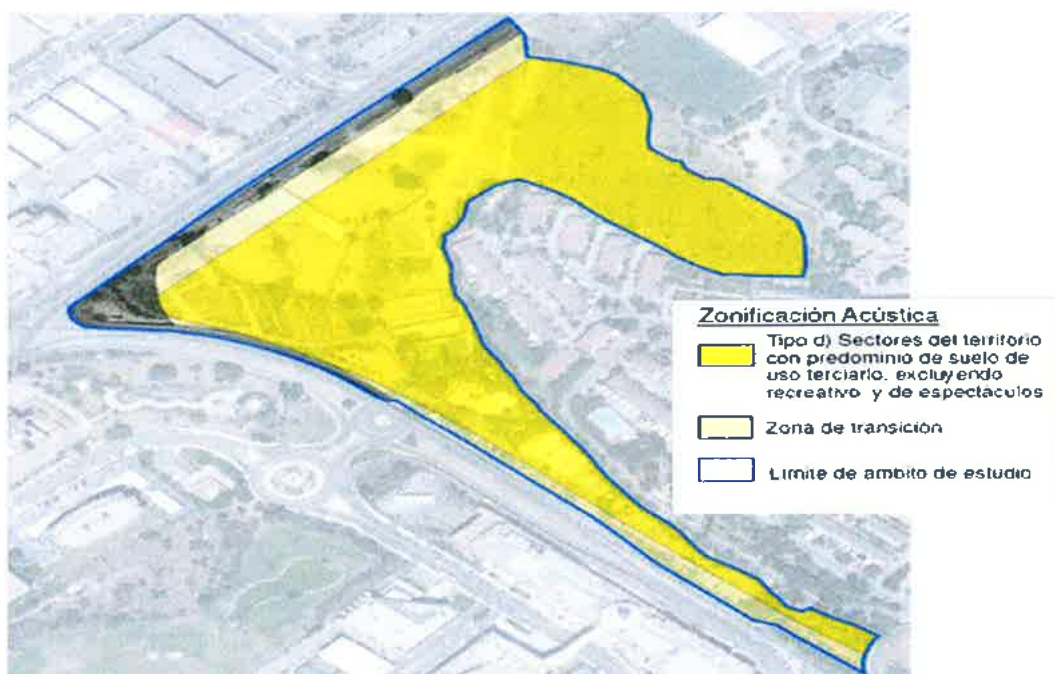 Zonificación Acústica
Tipo d) Sectores del territorio
con predominio de suelo de
uso terciario, excluyendo
recreativo y de espectáculos
Zona de transición
Límite de ámbito de estudio